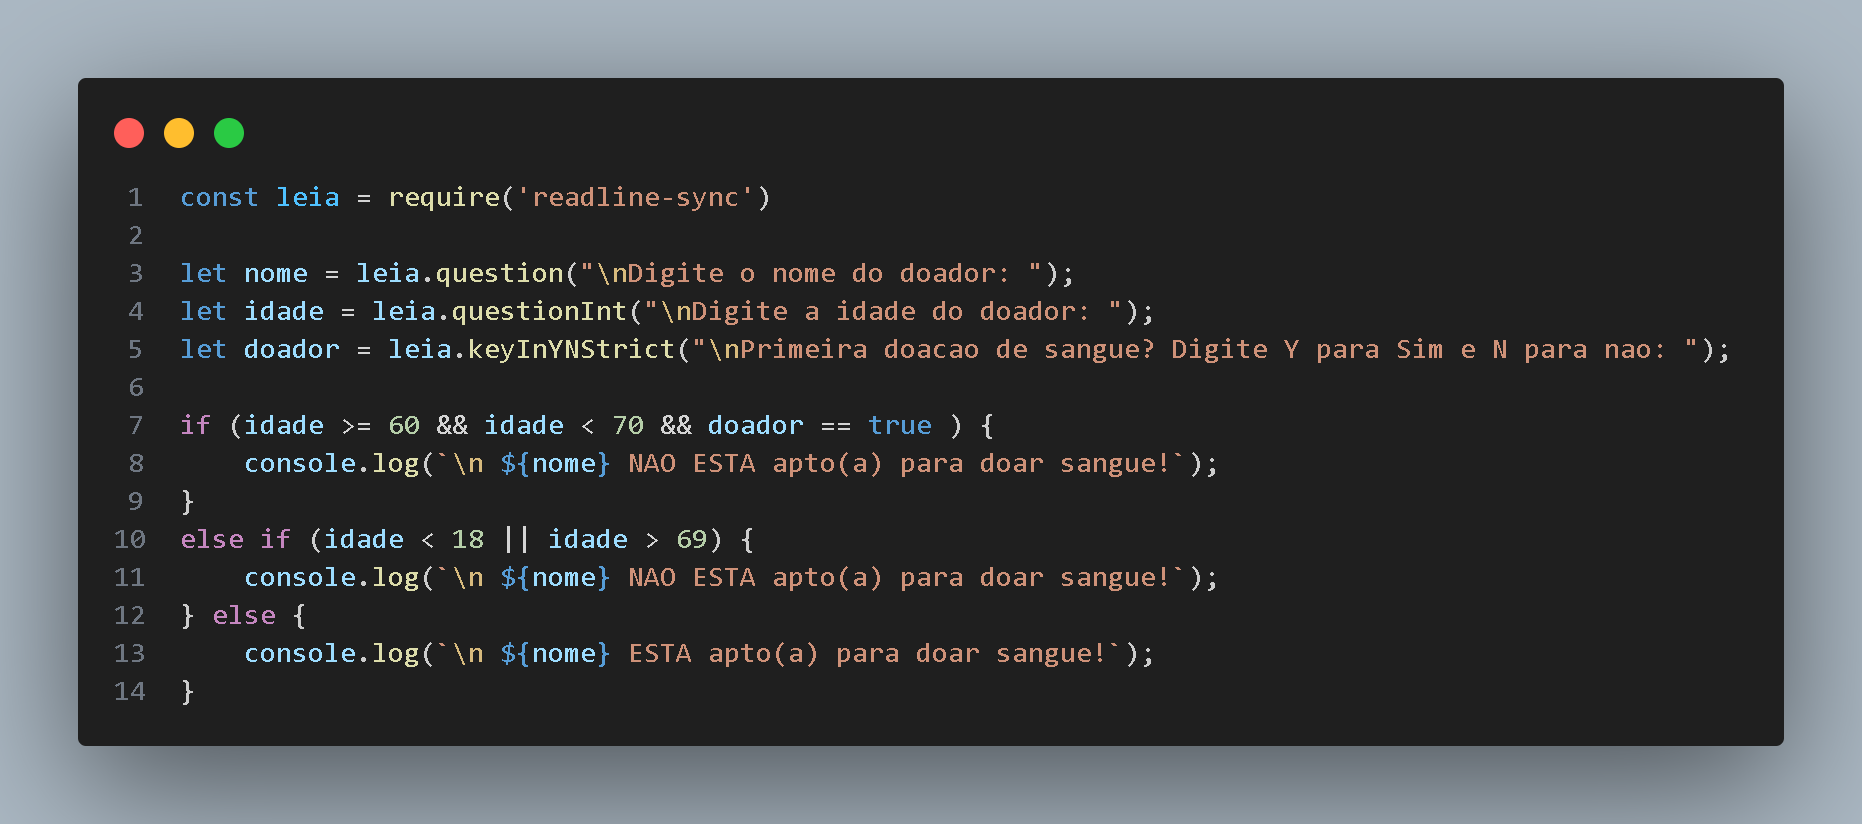 1 const leia = require('readline-sync')
2
3 let nome = leia.question("\nDigite o nome do doador: ");
4 let idade = leia.questionInt("\nDigite a idade do doador: ");
5 let doador = leia.keyInYNStrict("\nPrimeira doacao de sangue? Digite Y para Sim e N para nao: ");
6
7 if (idade >= 60 && idade < 70 && doador == true ) {
8     console.log(`\n ${nome} NAO ESTA apto(a) para doar sangue!`);
9 }
10 else if (idade < 18 || idade > 69) {
11     console.log(`\n ${nome} NAO ESTA apto(a) para doar sangue!`);
12 } else {
13     console.log(`\n ${nome} ESTA apto(a) para doar sangue!`);
14 }